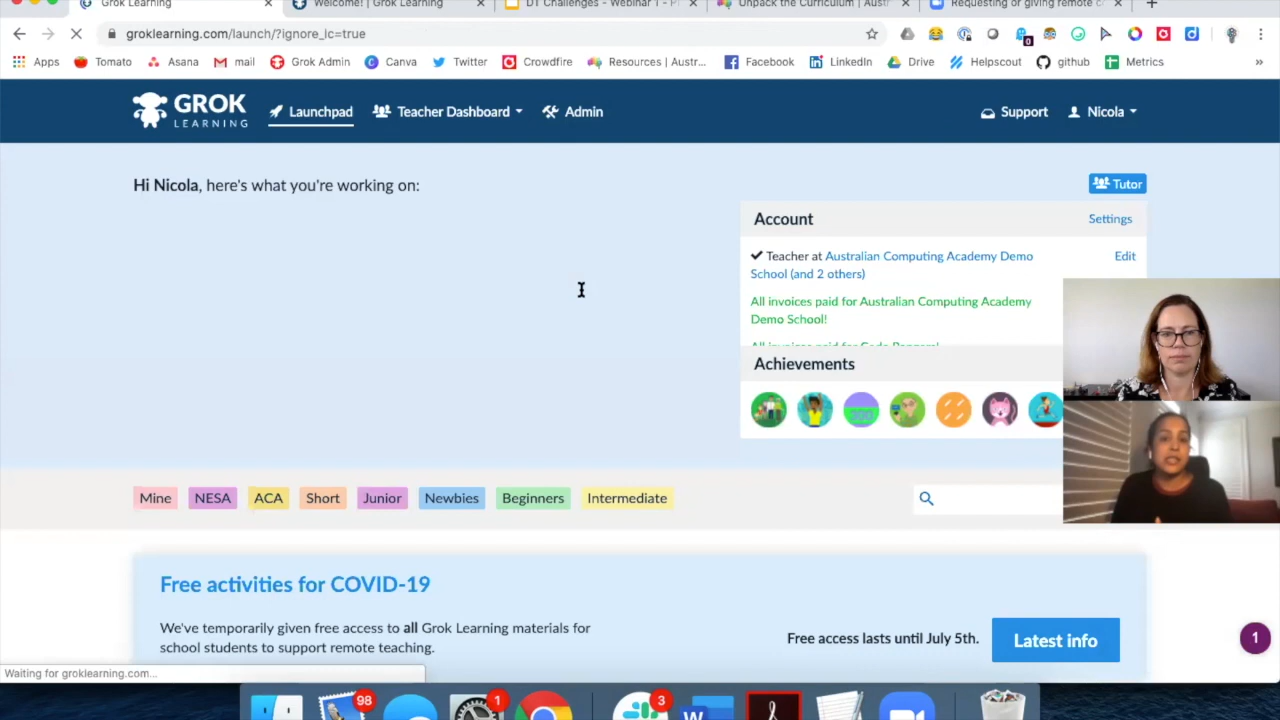 Grok Learning
Welcome! | Grok Learning
DT Challenges - Webinar 1 - P
Unpack the Curriculum | Aust
Requesting or giving remote c
groklearning.com/launch/?ignore_lc=true
0
Apps
Tomato
Asana
mail
Grok Admin
Canva
Twitter
Crowdfire
Resources | Austr...
Facebook
LinkedIn
Drive
Helpscout
github
Metrics
»
GROK
LEARNING
Launchpad
Teacher Dashboard
Admin
Support
Nicola
Hi Nicola, here's what you're working on:
Tutor
Account
Settings
Teacher at Australian Computing Academy Demo
School (and 2 others)
Edit
All invoices paid for Australian Computing Academy
Demo School!
Achievements
Mine
NESA
ACA
Short
Junior
Newbies
Beginners
Intermediate
Free activities for COVID-19
We've temporarily given free access to all Grok Learning materials for
school students to support remote teaching.
Free access lasts until July 5th.
Latest info
1
Waiting for groklearning.com...
98
1
3
W